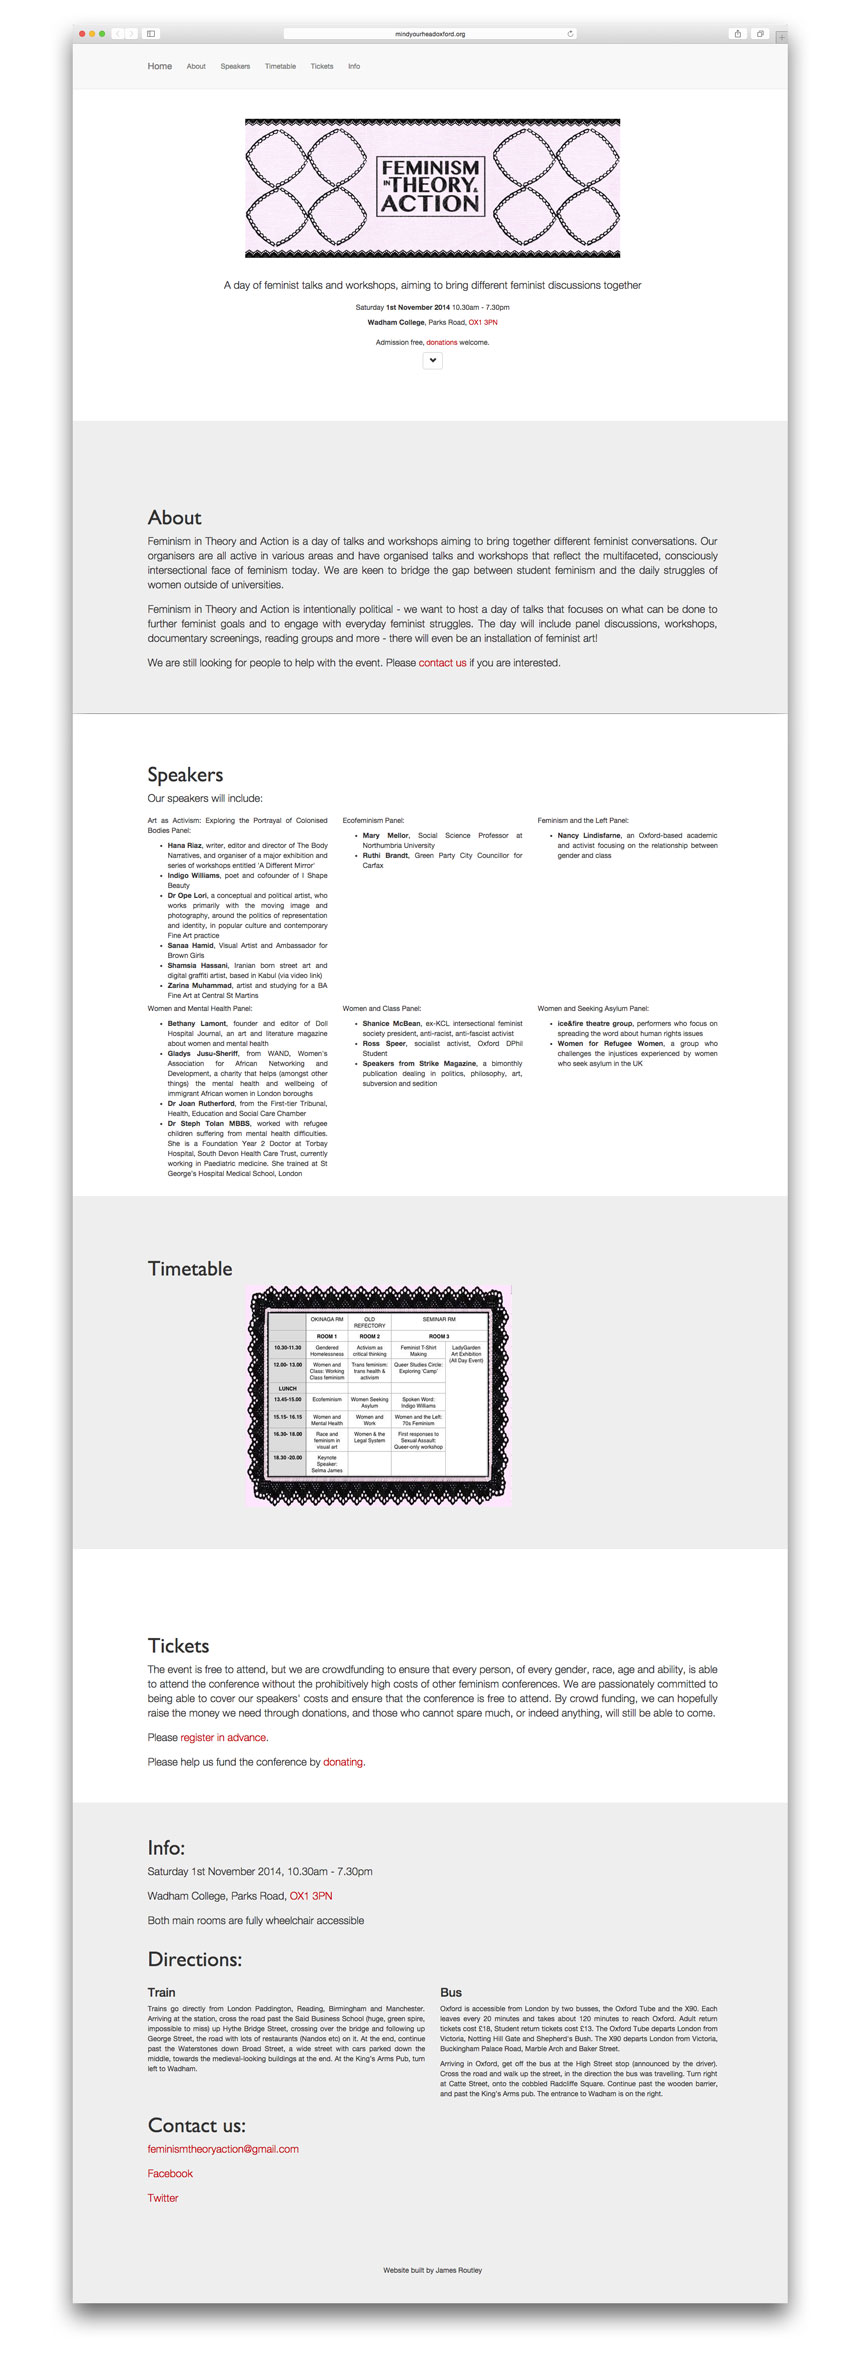 mindyourheadoxford.org
Home About Speakers Timetable Tickets Info
FEMINISM
IN THEORY &
ACTION
A day of feminist talks and workshops, aiming to bring different feminist discussions together
Saturday 1st November 2014 10.30am - 7.30pm
Wadham College, Parks Road, OX1 3PN
Admission free, donations welcome.
About
Feminism in Theory and Action is a day of talks and workshops aiming to bring together different feminist conversations. Our
organisers are all active in various areas and have organised talks and workshops that reflect the multifaceted, consciously
intersectional face of feminism today. We are keen to bridge the gap between student feminism and the daily struggles of
women outside of universities.
Feminism in Theory and Action is intentionally political - we want to host a day of talks that focuses on what can be done to
further feminist goals and to engage with everyday feminist struggles. The day will include panel discussions, workshops,
documentary screenings, reading groups and more - there will even be an installation of feminist art!
We are still looking for people to help with the event. Please contact us if you are interested.
Speakers
Our speakers will include:
Art as Activism: Exploring the Portrayal of Colonised
Bodies Panel:
• Hana Riaz, writer, editor and director of The Body
Narratives, and organiser of a major exhibition and
series of workshops entitled 'A Different Mirror'
• Indigo Williams, poet and cofounder of I Shape
Beauty
• Dr Ope Lori, a conceptual and political artist, who
works primarily with the moving image and
photography, around the politics of representation
and identity, in popular culture and contemporary
Fine Art practice
• Sanaa Hamid, Visual Artist and Ambassador for
Brown Girls
• Shamsia Hassani, Iranian born street art and
digital graffiti artist, based in Kabul (via video link)
• Zarina Muhammad, artist and studying for a BA
Fine Art at Central St Martins
Ecofeminism Panel:
• Mary Mellor, Social Science Professor at
Northumbria University
• Ruthi Brandt, Green Party City Councillor for
Carfax
Feminism and the Left Panel:
• Nancy Lindisfarne, an Oxford-based academic
and activist focusing on the relationship between
gender and class
Women and Mental Health Panel:
• Bethany Lamont, founder and editor of Doll
Hospital Journal, an art and literature magazine
about women and mental health
• Gladys Jusu-Sheriff, from WAND, Women's
Association for African Networking and
Development, a charity that helps (amongst other
things) the mental health and wellbeing of
immigrant African women in London boroughs
• Dr Joan Rutherford, from the First-tier Tribunal,
Health, Education and Social Care Chamber
• Dr Steph Tolan MBBS, worked with refugee
children suffering from mental health difficulties.
She is a Foundation Year 2 Doctor at Torbay
Hospital, South Devon Health Care Trust, currently
working in Paediatric medicine. She trained at St
George's Hospital Medical School, London
Women and Class Panel:
• Shanice McBean, ex-KCL intersectional feminist
society president, anti-racist, anti-fascist activist
• Ross Speer, socialist activist, Oxford DPhil
Student
• Speakers from Strike Magazine, a bimonthly
publication dealing in politics, philosophy, art,
subversion and sedition
Women and Seeking Asylum Panel:
• ice&fire theatre group, performers who focus on
spreading the word about human rights issues
• Women for Refugee Women, a group who
challenges the injustices experienced by women
who seek asylum in the UK
Timetable
OKINAGA RM OLD SEMINAR RM
REFECTORY
ROOM 1 ROOM 2 ROOM 3
10.30-11.30 Gendered Activism as Feminist T-Shirt LadyGarden
Homelessness critical thinking Making Art Exhibition
(All Day Event)
12.00- 13.00 Women and Trans feminism: Queer Studies Circle:
Class: Working trans health & Exploring 'Camp'
Class feminism activism
LUNCH
13.45-15.00 Ecofeminism Women Seeking Spoken Word:
Asylum Indigo Williams
15.15- 16.15 Women and Women and Women and the Left:
Mental Health Work 70s Feminism
16.30- 18.00 Race and Women & the First responses to
feminism in Legal System Sexual Assault:
visual art Queer-only workshop
18.30 -20.00 Keynote
Speaker:
Selma James
Tickets
The event is free to attend, but we are crowdfunding to ensure that every person, of every gender, race, age and ability, is able
to attend the conference without the prohibitively high costs of other feminism conferences. We are passionately committed to
being able to cover our speakers' costs and ensure that the conference is free to attend. By crowd funding, we can hopefully
raise the money we need through donations, and those who cannot spare much, or indeed anything, will still be able to come.
Please register in advance.
Please help us fund the conference by donating.
Info:
Saturday 1st November 2014, 10.30am - 7.30pm
Wadham College, Parks Road, OX1 3PN
Both main rooms are fully wheelchair accessible
Directions:
Train
Trains go directly from London Paddington, Reading, Birmingham and Manchester.
Arriving at the station, cross the road past the Said Business School (huge, green spire,
impossible to miss) up Hythe Bridge Street, crossing over the bridge and following up
George Street, the road with lots of restaurants (Nandos etc) on it. At the end, continue
past the Waterstones down Broad Street, a wide street with cars parked down the
middle, towards the medieval-looking buildings at the end. At the King's Arms Pub, turn
left to Wadham.
Bus
Oxford is accessible from London by two busses, the Oxford Tube and the X90. Each
leaves every 20 minutes and takes about 120 minutes to reach Oxford. Adult return
tickets cost £18, Student return tickets cost £13. The Oxford Tube departs London from
Victoria, Notting Hill Gate and Shepherd's Bush. The X90 departs London from Victoria,
Buckingham Palace Road, Marble Arch and Baker Street.
Arriving in Oxford, get off the bus at the High Street stop (announced by the driver).
Cross the road and walk up the street, in the direction the bus was travelling. Turn right
at Catte Street, onto the cobbled Radcliffe Square. Continue past the wooden barrier,
and past the King's Arms pub. The entrance to Wadham is on the right.
Contact us:
feminismtheoryaction@gmail.com
Facebook
Twitter
Website built by James Routley